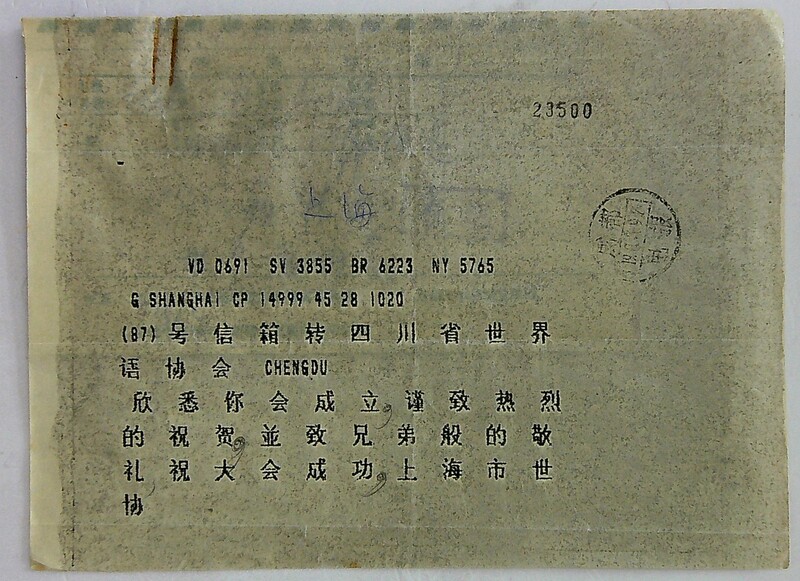 23500
上海
VD 0691 SV 3855 BR 6223 NY 5765
G SHANGHAI CP 14999 45 28 1020
(87) 号信箱转四川省世界
语协会 CHENGDU
欣悉你会成立,谨致热烈
的祝贺,並致兄弟般的敬
礼,祝大会成功,上海市世
协